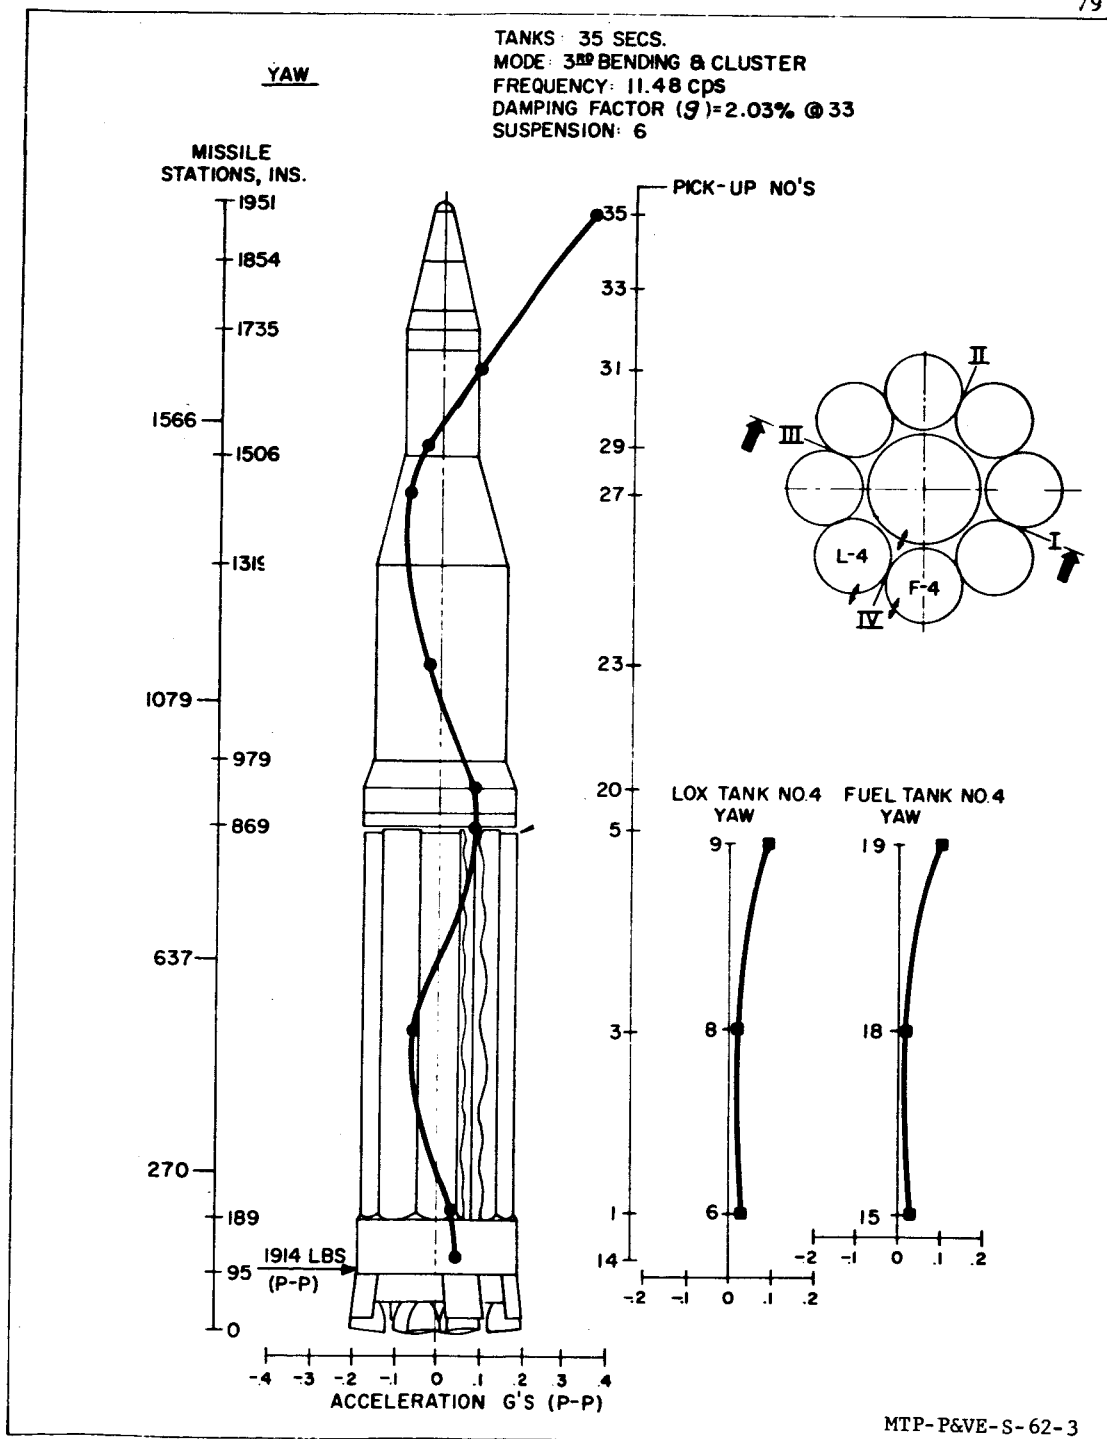 79
TANKS: 35 SECS.
MODE: 3RD BENDING & CLUSTER
FREQUENCY: 11.48 cps
DAMPING FACTOR (g)=2.03% @ 33
SUSPENSION: 6
YAW
MISSILE
STATIONS, INS.
1951
1854
1735
1566
1506
1319
1079
979
869
637
270
189
95
0
1914 LBS
(P-P)
-.4 -.3 -.2 -.1 0 .1 .2 .3 .4
ACCELERATION G'S (P-P)
PICK-UP NO'S
35
33
31
29
27
23
20
5
3
1
14
II
III
I
L-4
F-4
IV
LOX TANK NO.4
YAW
9
8
6
-.2 -.1 0 .1 .2
FUEL TANK NO.4
YAW
19
18
15
-.2 -.1 0 .1 .2
MTP-P&VE-S-62-3